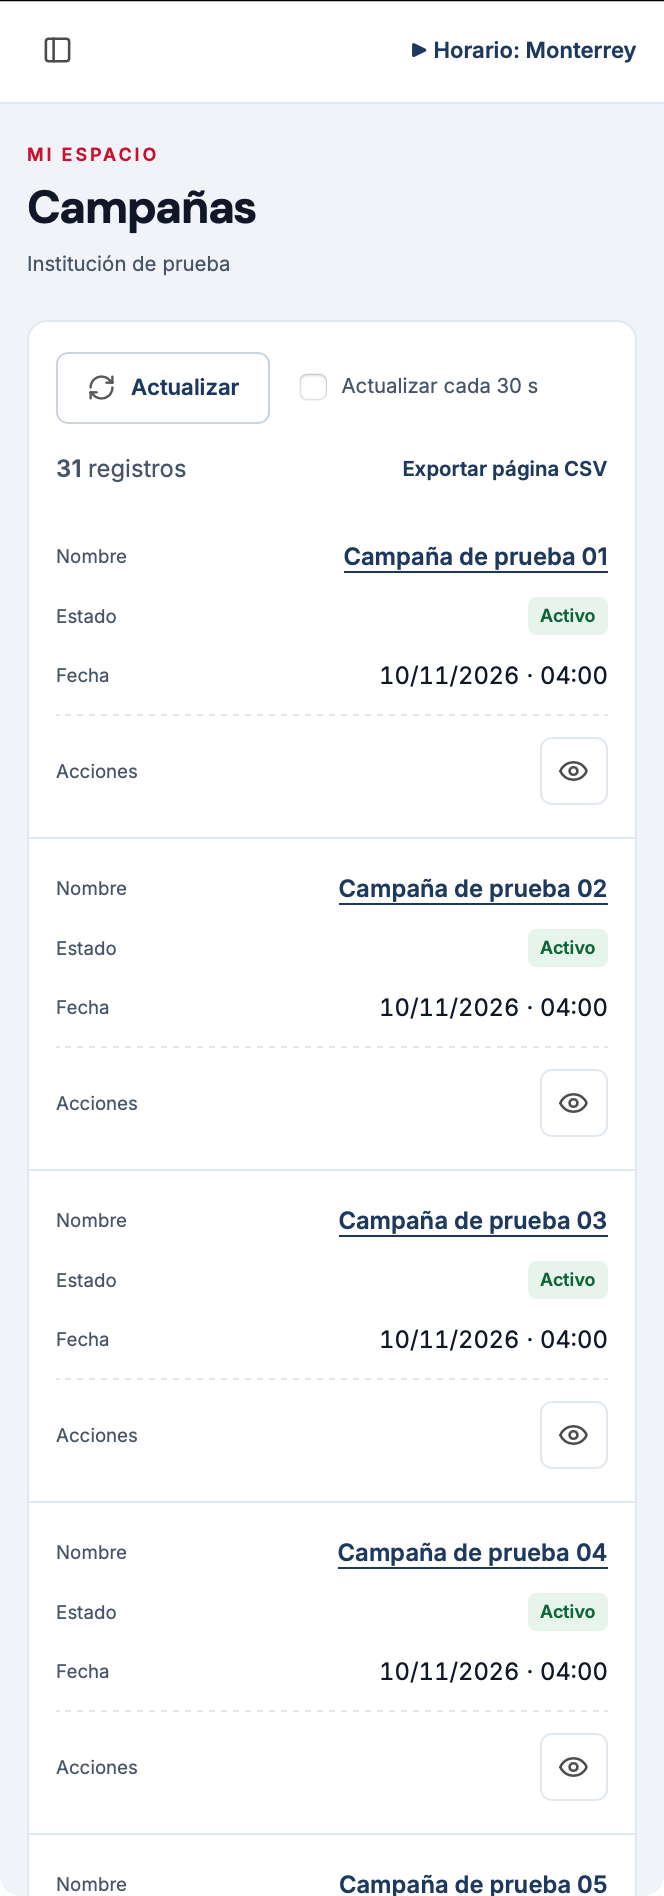 ▶ Horario: Monterrey
MI ESPACIO
Campañas
Institución de prueba
Actualizar
Actualizar cada 30 s
31 registros
Exportar página CSV
Nombre
Campaña de prueba 01
Estado
Activo
Fecha
10/11/2026 · 04:00
Acciones
Nombre
Campaña de prueba 02
Estado
Activo
Fecha
10/11/2026 · 04:00
Acciones
Nombre
Campaña de prueba 03
Estado
Activo
Fecha
10/11/2026 · 04:00
Acciones
Nombre
Campaña de prueba 04
Estado
Activo
Fecha
10/11/2026 · 04:00
Acciones
Nombre
Campaña de prueba 05